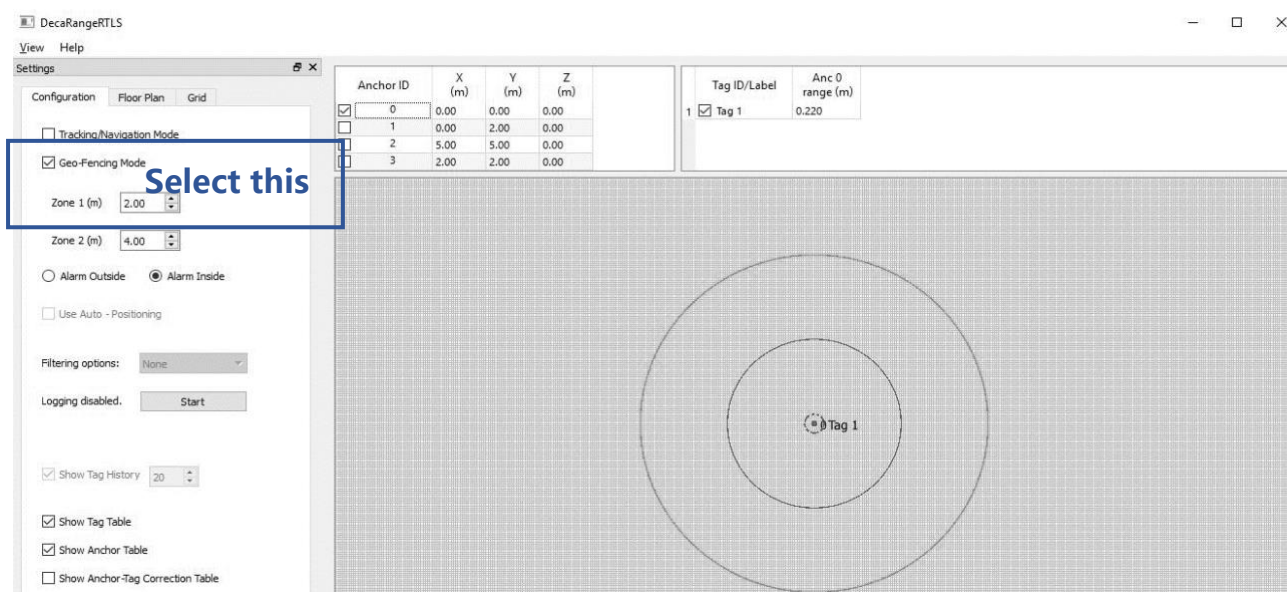 DecaRangeRTLS
View Help
Settings
Configuration Floor Plan Grid
Tracking/Navigation Mode
Geo-Fencing Mode
Select this
Zone 1 (m) 2.00
Zone 2 (m) 4.00
Alarm Outside Alarm Inside
Use Auto - Positioning
Filtering options: None
Logging disabled. Start
Show Tag History 20
Show Tag Table
Show Anchor Table
Show Anchor-Tag Correction Table
Anchor ID X (m) Y (m) Z (m)
0 0.00 0.00 0.00
1 0.00 2.00 0.00
2 5.00 5.00 0.00
3 2.00 2.00 0.00
Tag ID/Label Anc 0 range (m)
1 Tag 1 0.220
0 Tag 1